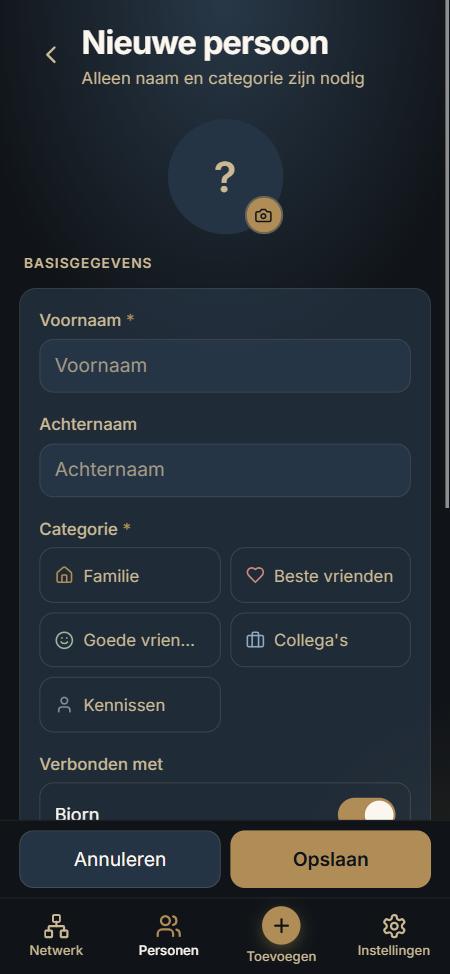 Nieuwe persoon
Alleen naam en categorie zijn nodig
?
BASISGEGEVENS
Voornaam *
Voornaam
Achternaam
Achternaam
Categorie *
Familie
Beste vrienden
Goede vrien...
Collega's
Kennissen
Verbonden met
Bjorn
Annuleren
Opslaan
Netwerk
Personen
Toevoegen
Instellingen